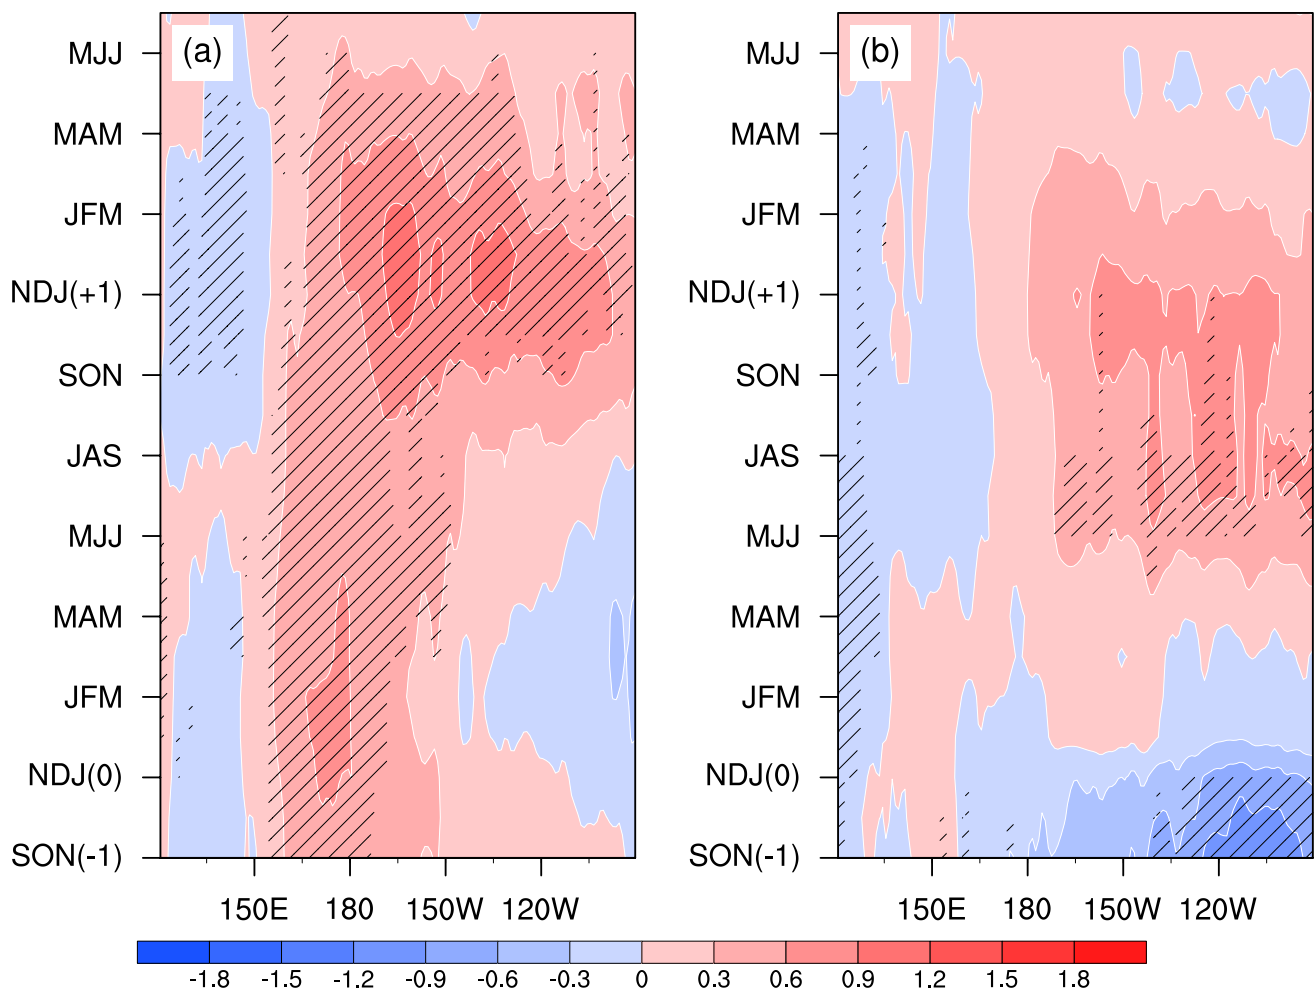 (a)
(b)
MJJ
MJJ
MAM
MAM
JFM
JFM
NDJ(+1)
NDJ(+1)
SON
SON
JAS
JAS
MJJ
MJJ
MAM
MAM
JFM
JFM
NDJ(0)
NDJ(0)
SON(-1)
SON(-1)
150E 180 150W 120W
150E 180 150W 120W
-1.8 -1.5 -1.2 -0.9 -0.6 -0.3 0 0.3 0.6 0.9 1.2 1.5 1.8